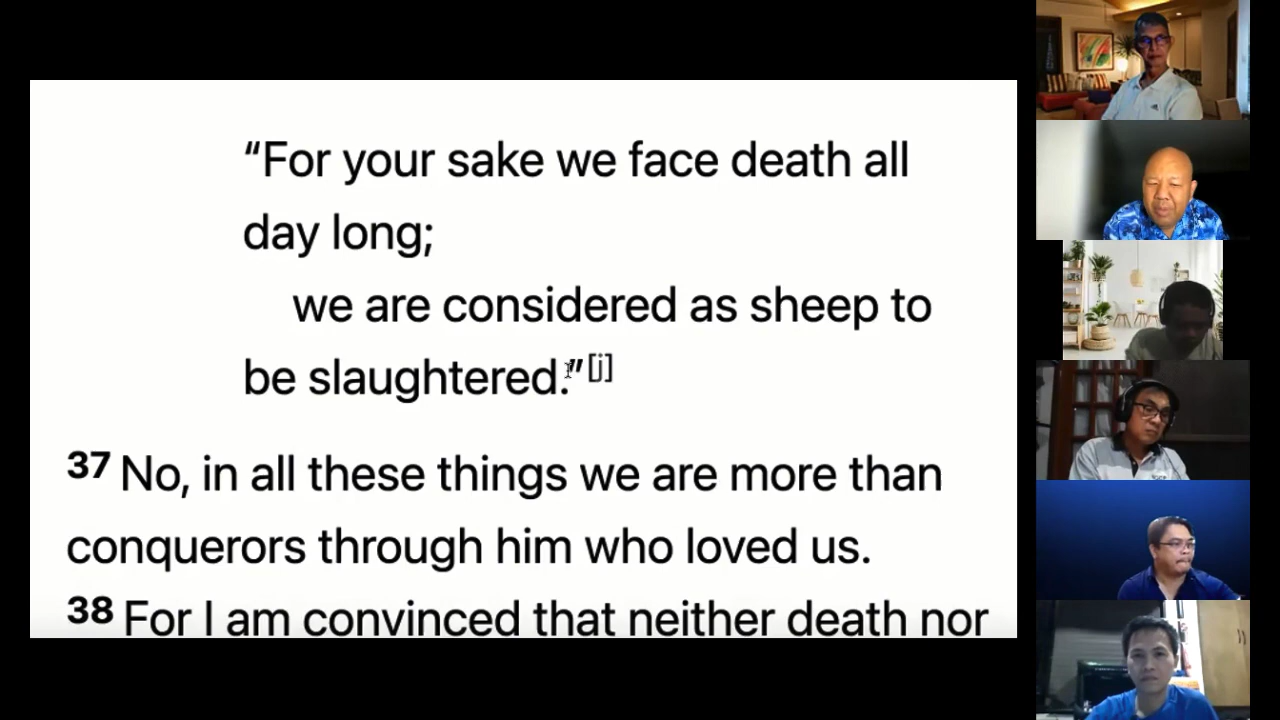 “For your sake we face death all
day long;
we are considered as sheep to
be slaughtered.”[j]
37 No, in all these things we are more than
conquerors through him who loved us.
38 For I am convinced that neither death nor